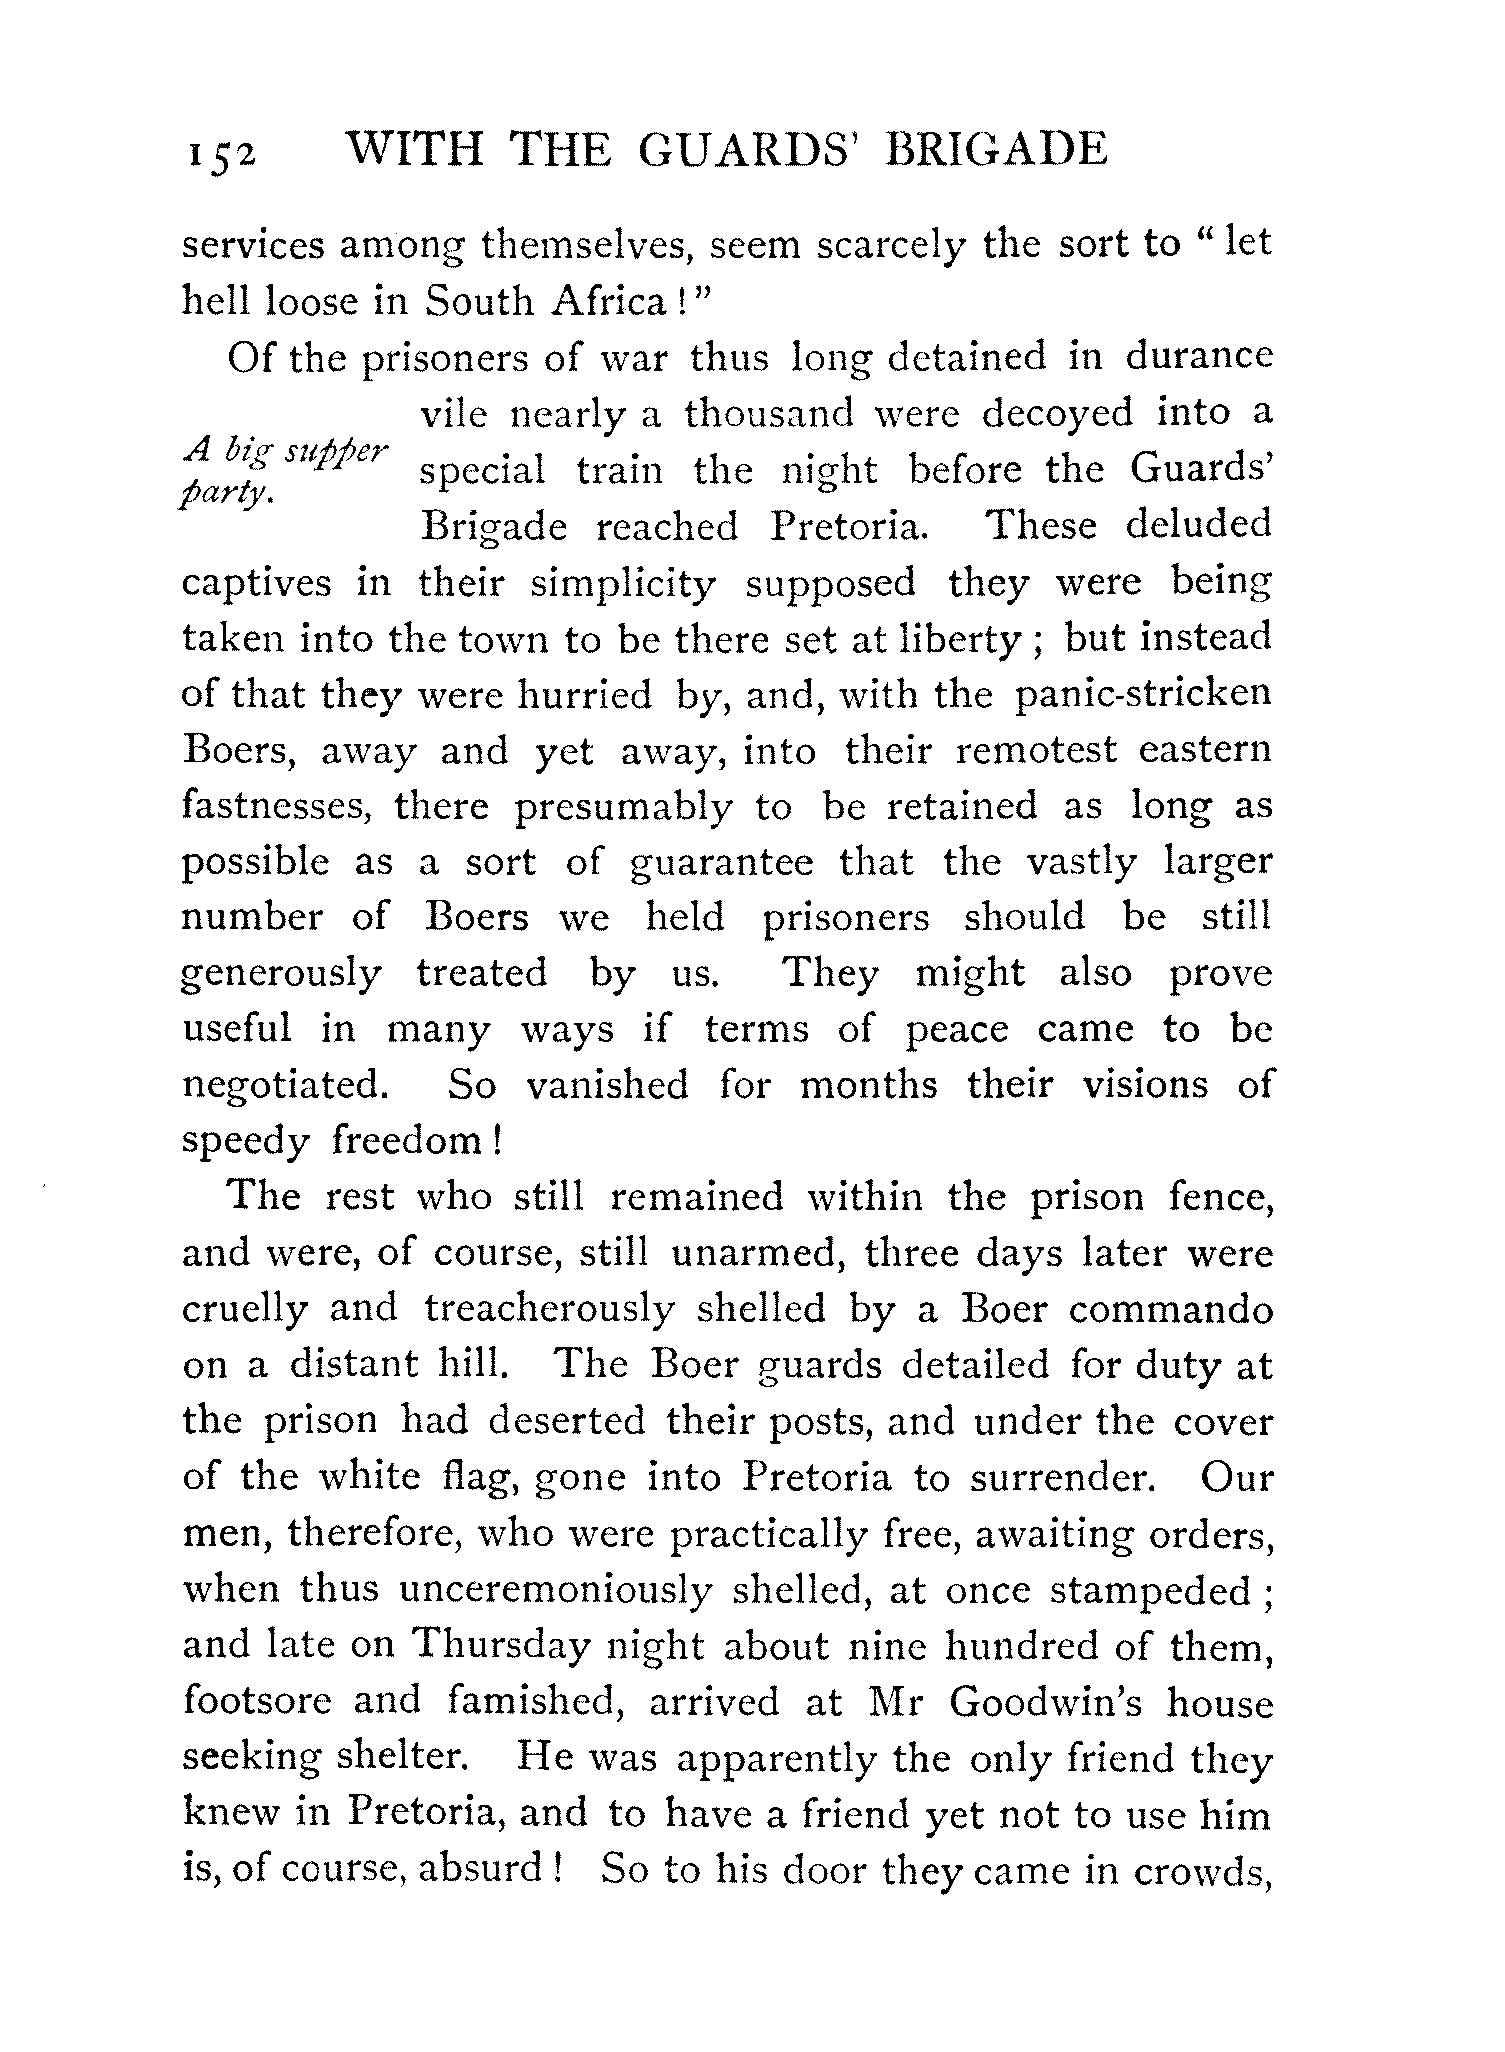 152 WITH THE GUARDS' BRIGADE
services among themselves, seem scarcely the sort to “ let
hell loose in South Africa ! ”
Of the prisoners of war thus long detained in durance
vile nearly a thousand were decoyed into a
A big supper
party.
special train the night before the Guards'
Brigade reached Pretoria. These deluded
captives in their simplicity supposed they were being
taken into the town to be there set at liberty ; but instead
of that they were hurried by, and, with the panic-stricken
Boers, away and yet away, into their remotest eastern
fastnesses, there presumably to be retained as long as
possible as a sort of guarantee that the vastly larger
number of Boers we held prisoners should be still
generously treated by us. They might also prove
useful in many ways if terms of peace came to be
negotiated. So vanished for months their visions of
speedy freedom !
The rest who still remained within the prison fence,
and were, of course, still unarmed, three days later were
cruelly and treacherously shelled by a Boer commando
on a distant hill. The Boer guards detailed for duty at
the prison had deserted their posts, and under the cover
of the white flag, gone into Pretoria to surrender. Our
men, therefore, who were practically free, awaiting orders,
when thus unceremoniously shelled, at once stampeded ;
and late on Thursday night about nine hundred of them,
footsore and famished, arrived at Mr Goodwin's house
seeking shelter. He was apparently the only friend they
knew in Pretoria, and to have a friend yet not to use him
is, of course, absurd ! So to his door they came in crowds,